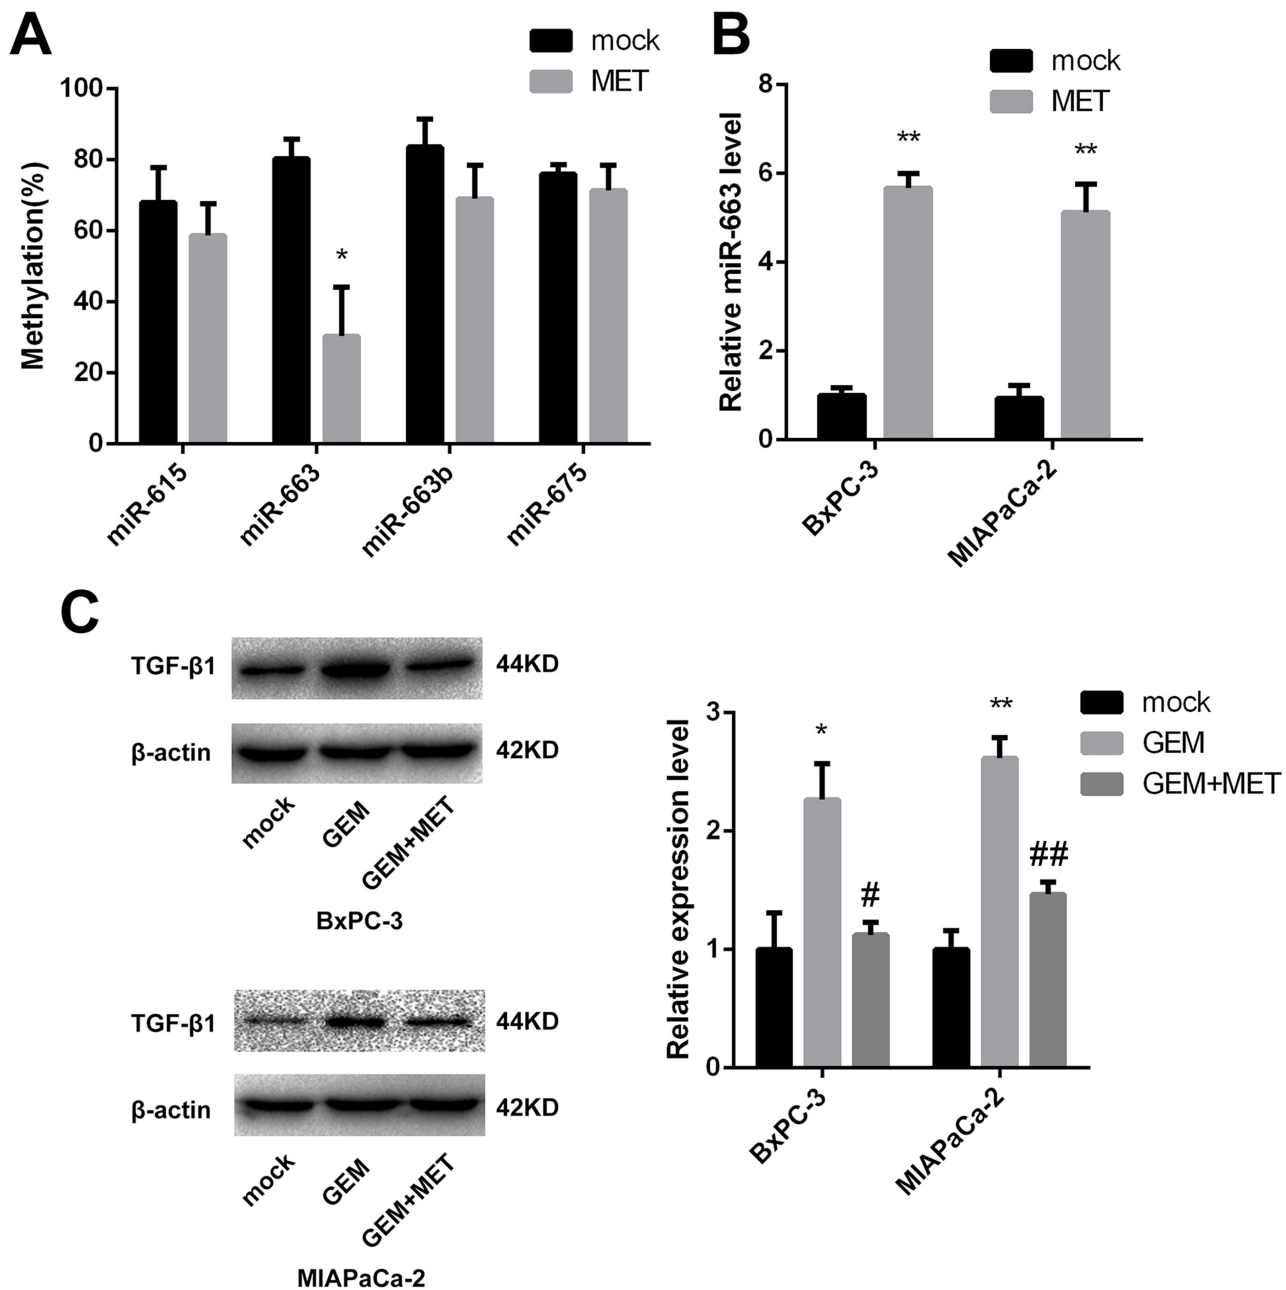 A
mock
MET
Methylation(%)
100
80
60
40
20
0
*
miR-615
miR-663
miR-663b
miR-675
B
mock
MET
Relative miR-663 level
8
6
4
2
0
**
**
BxPC-3
MIAPaCa-2
C
TGF-β1
44KD
β-actin
42KD
mock
GEM
GEM+MET
BxPC-3
TGF-β1
44KD
β-actin
42KD
mock
GEM
GEM+MET
MIAPaCa-2
mock
GEM
GEM+MET
Relative expression level
3
2
1
0
*
#
**
##
BxPC-3
MIAPaCa-2